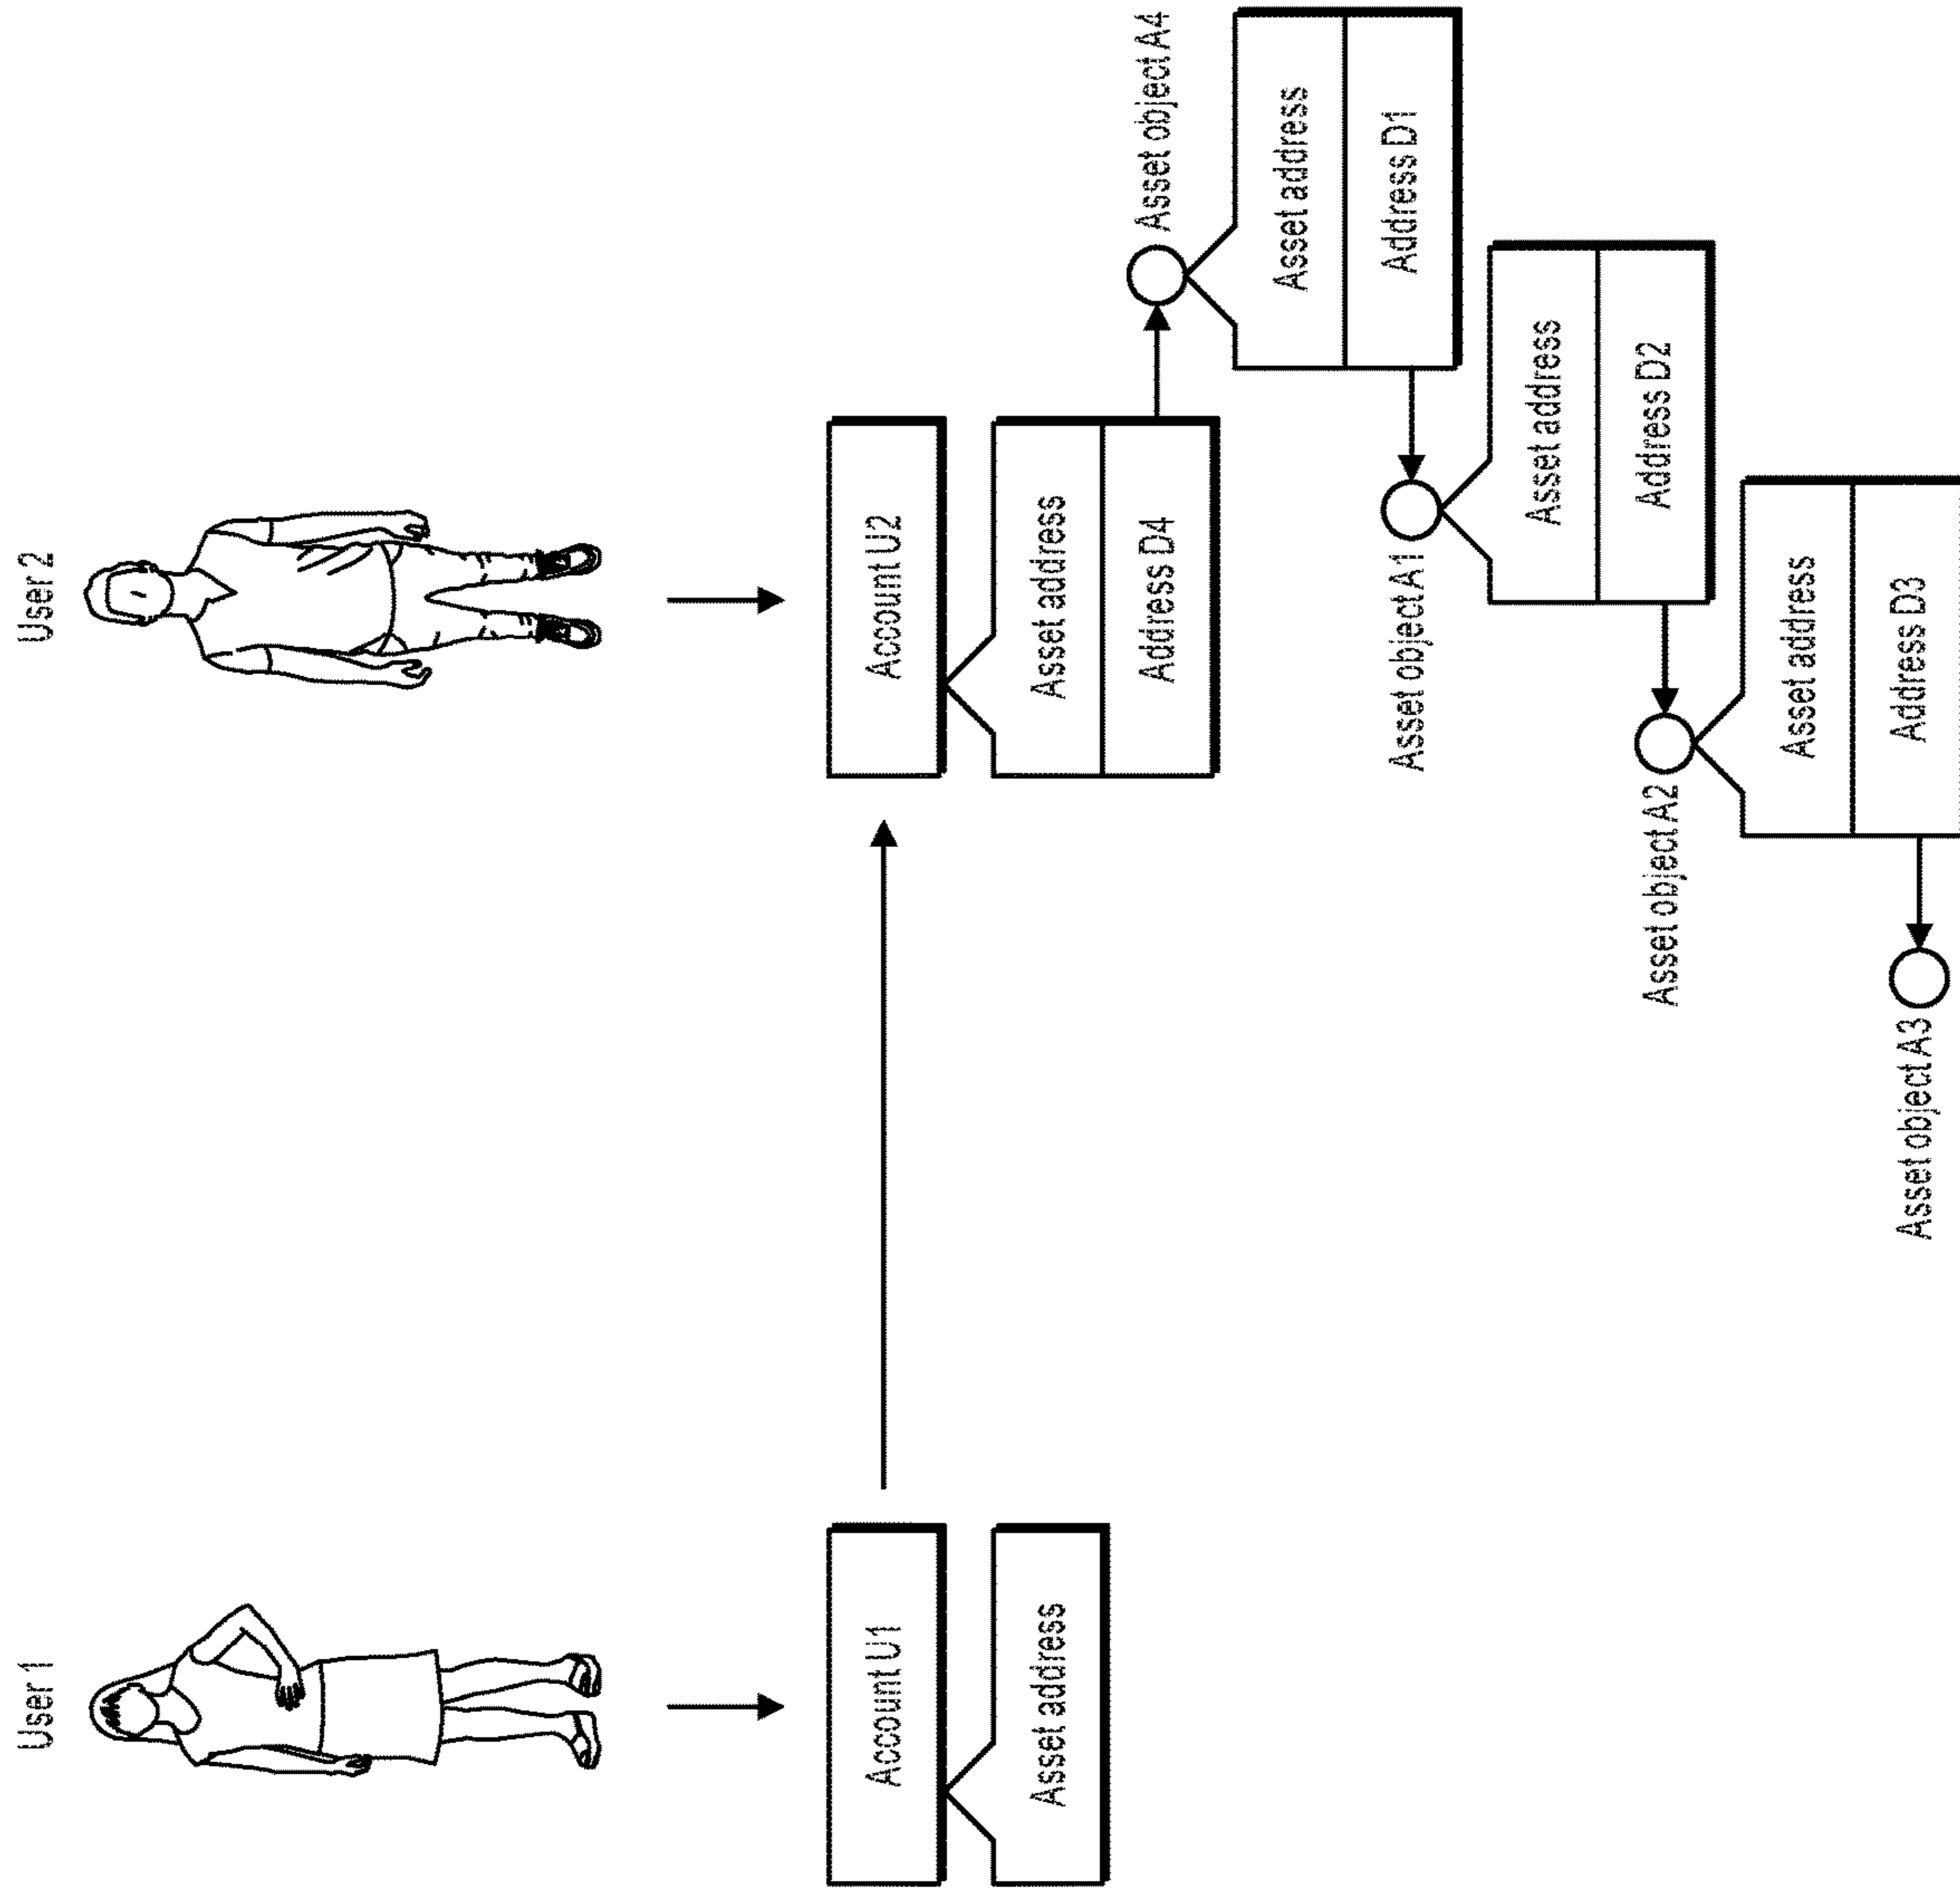 User 1
User 2
Account U1
Asset address
Account U2
Asset address
Address D4
Asset object A4
Asset address
Address D1
Asset object A1
Asset address
Address D2
Asset object A2
Asset address
Address D3
Asset object A3